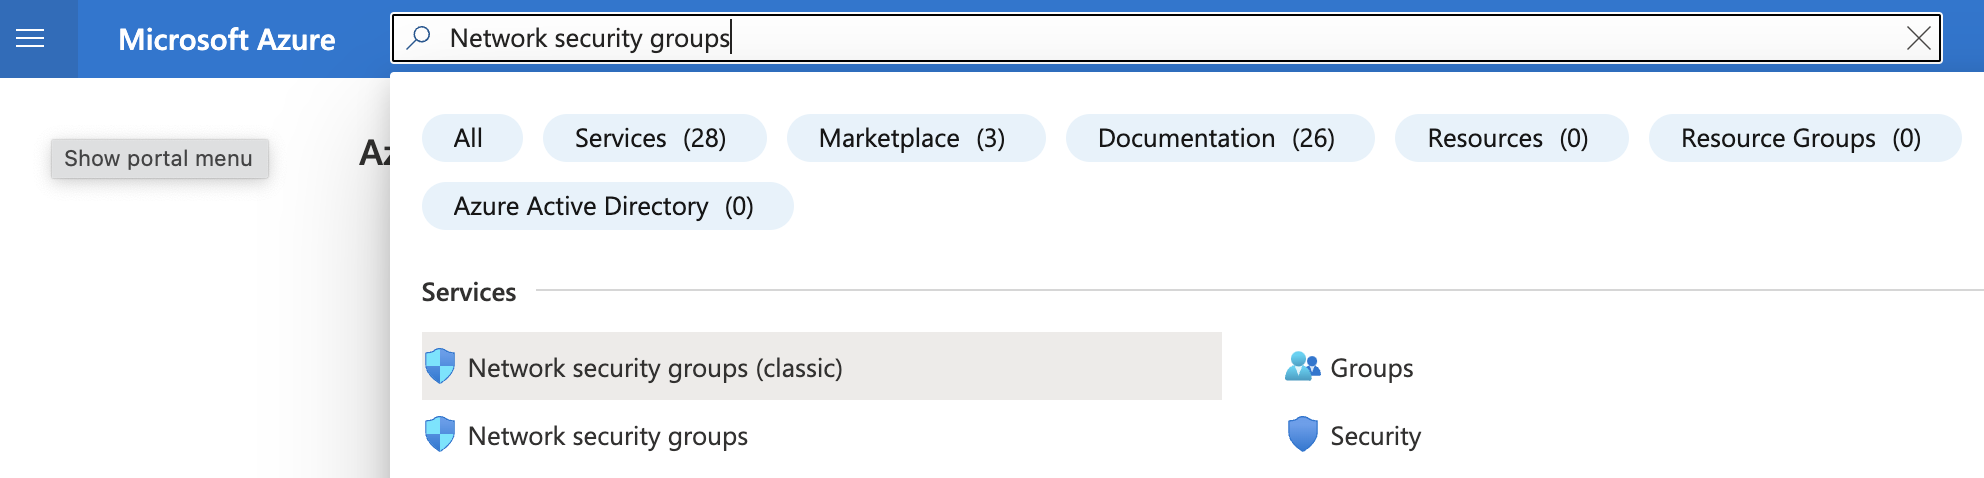 Microsoft Azure Network security groups
All Services (28) Marketplace (3) Documentation (26) Resources (0) Resource Groups (0)
Show portal menu Az
Azure Active Directory (0)
Services
Network security groups (classic) Groups
Network security groups Security